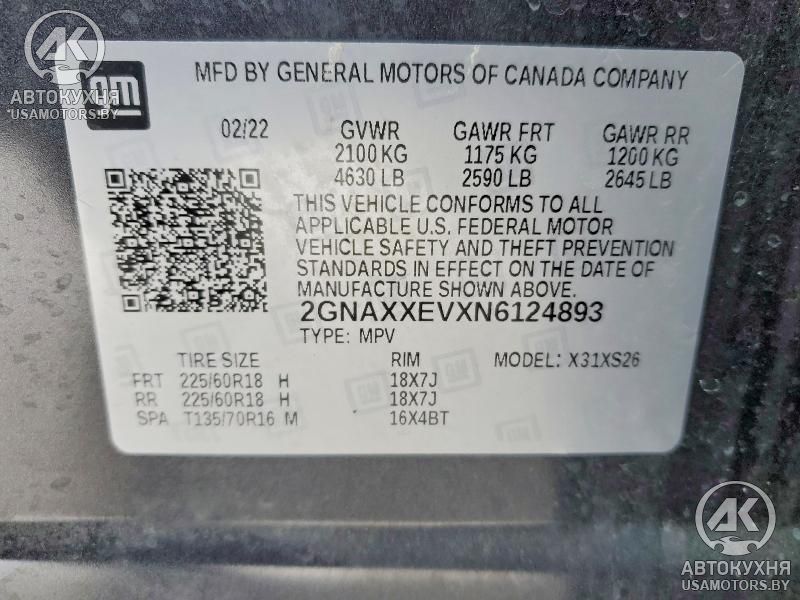 AK
АВТОКУХНЯ
USAMOTORS.BY
GM
MFD BY GENERAL MOTORS OF CANADA COMPANY
02/22 GVWR GAWR FRT GAWR RR
2100 KG 1175 KG 1200 KG
4630 LB 2590 LB 2645 LB
THIS VEHICLE CONFORMS TO ALL
APPLICABLE U.S. FEDERAL MOTOR
VEHICLE SAFETY AND THEFT PREVENTION
STANDARDS IN EFFECT ON THE DATE OF
MANUFACTURE SHOWN ABOVE.
2GNAXXEVXN6124893
TYPE: MPV
TIRE SIZE RIM MODEL: X31XS26
FRT 225/60R18 H 18X7J
RR 225/60R18 H 18X7J
SPA T135/70R16 M 16X4BT
AK
АВТОКУХНЯ
USAMOTORS.BY